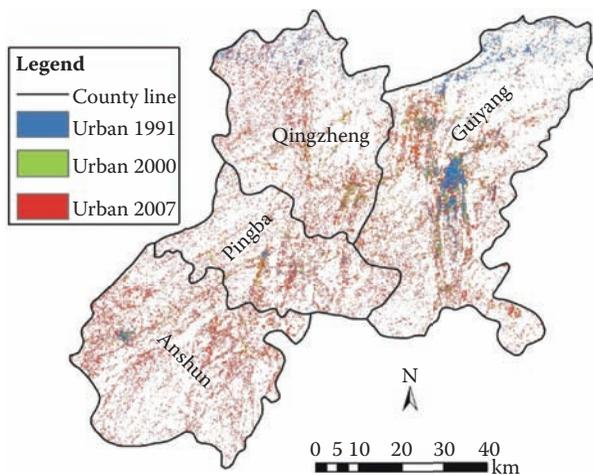 Legend
County line
Urban 1991
Urban 2000
Urban 2007
Guiyang
Qingzheng
Pingba
Anshun
N
0 5 10 20 30 40
km